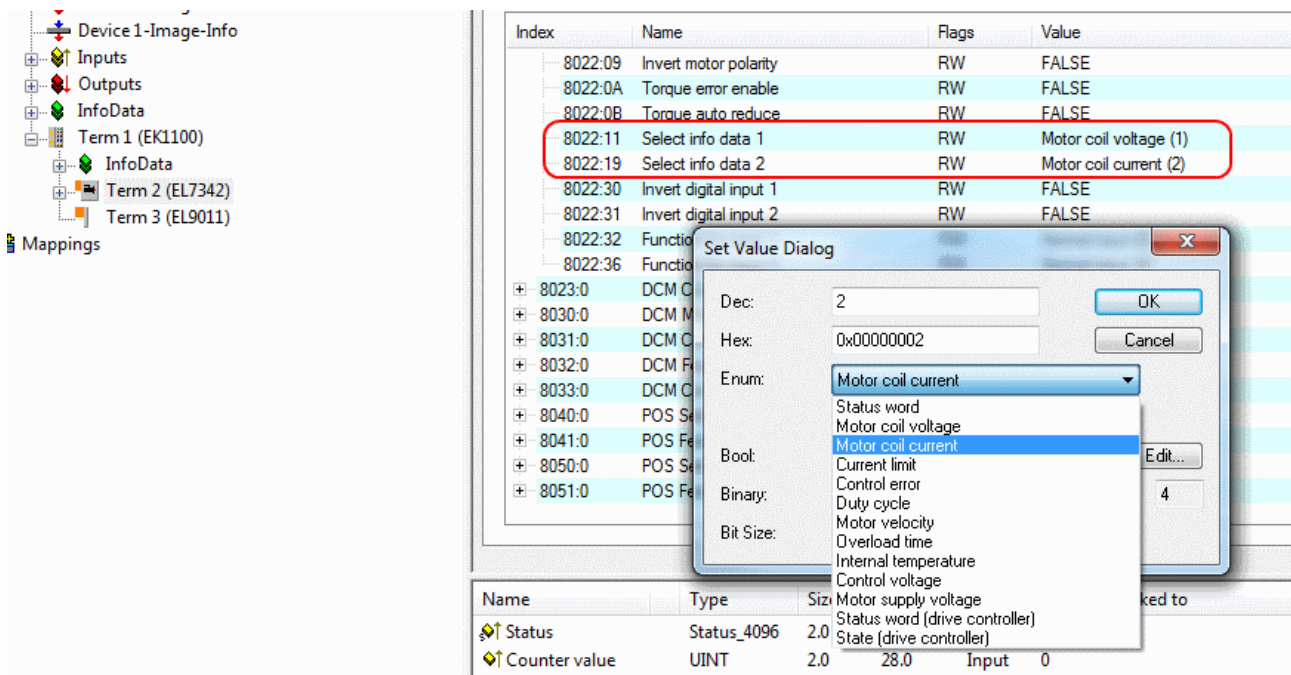 Device 1-Image-Info
Inputs
Outputs
InfoData
Term 1 (EK1100)
InfoData
Term 2 (EL7342)
Term 3 (EL9011)
Mappings
Index Name Flags Value
8022:09 Invert motor polarity RW FALSE
8022:0A Torque error enable RW FALSE
8022:0B Torque auto reduce RW FALSE
8022:11 Select info data 1 RW Motor coil voltage (1)
8022:19 Select info data 2 RW Motor coil current (2)
8022:30 Invert digital input 1 RW FALSE
8022:31 Invert digital input 2 RW FALSE
8022:32 Functio
8022:36 Functio
8023:0 DCM C
8030:0 DCM M
8031:0 DCM C
8032:0 DCM F
8033:0 DCM C
8040:0 POS Se
8041:0 POS Fe
8050:0 POS Se
8051:0 POS Fe
Set Value Dialog
Dec: 2 OK
Hex: 0x00000002 Cancel
Enum: Motor coil current
Status word
Motor coil voltage
Motor coil current
Current limit
Control error
Duty cycle
Motor velocity
Overload time
Internal temperature
Control voltage
Motor supply voltage
Status word (drive controller)
State (drive controller)
Bool: Edit...
Binary: 4
Bit Size:
Name Type Size ked to
Status Status_4096 2.0
Counter value UINT 2.0 28.0 Input 0